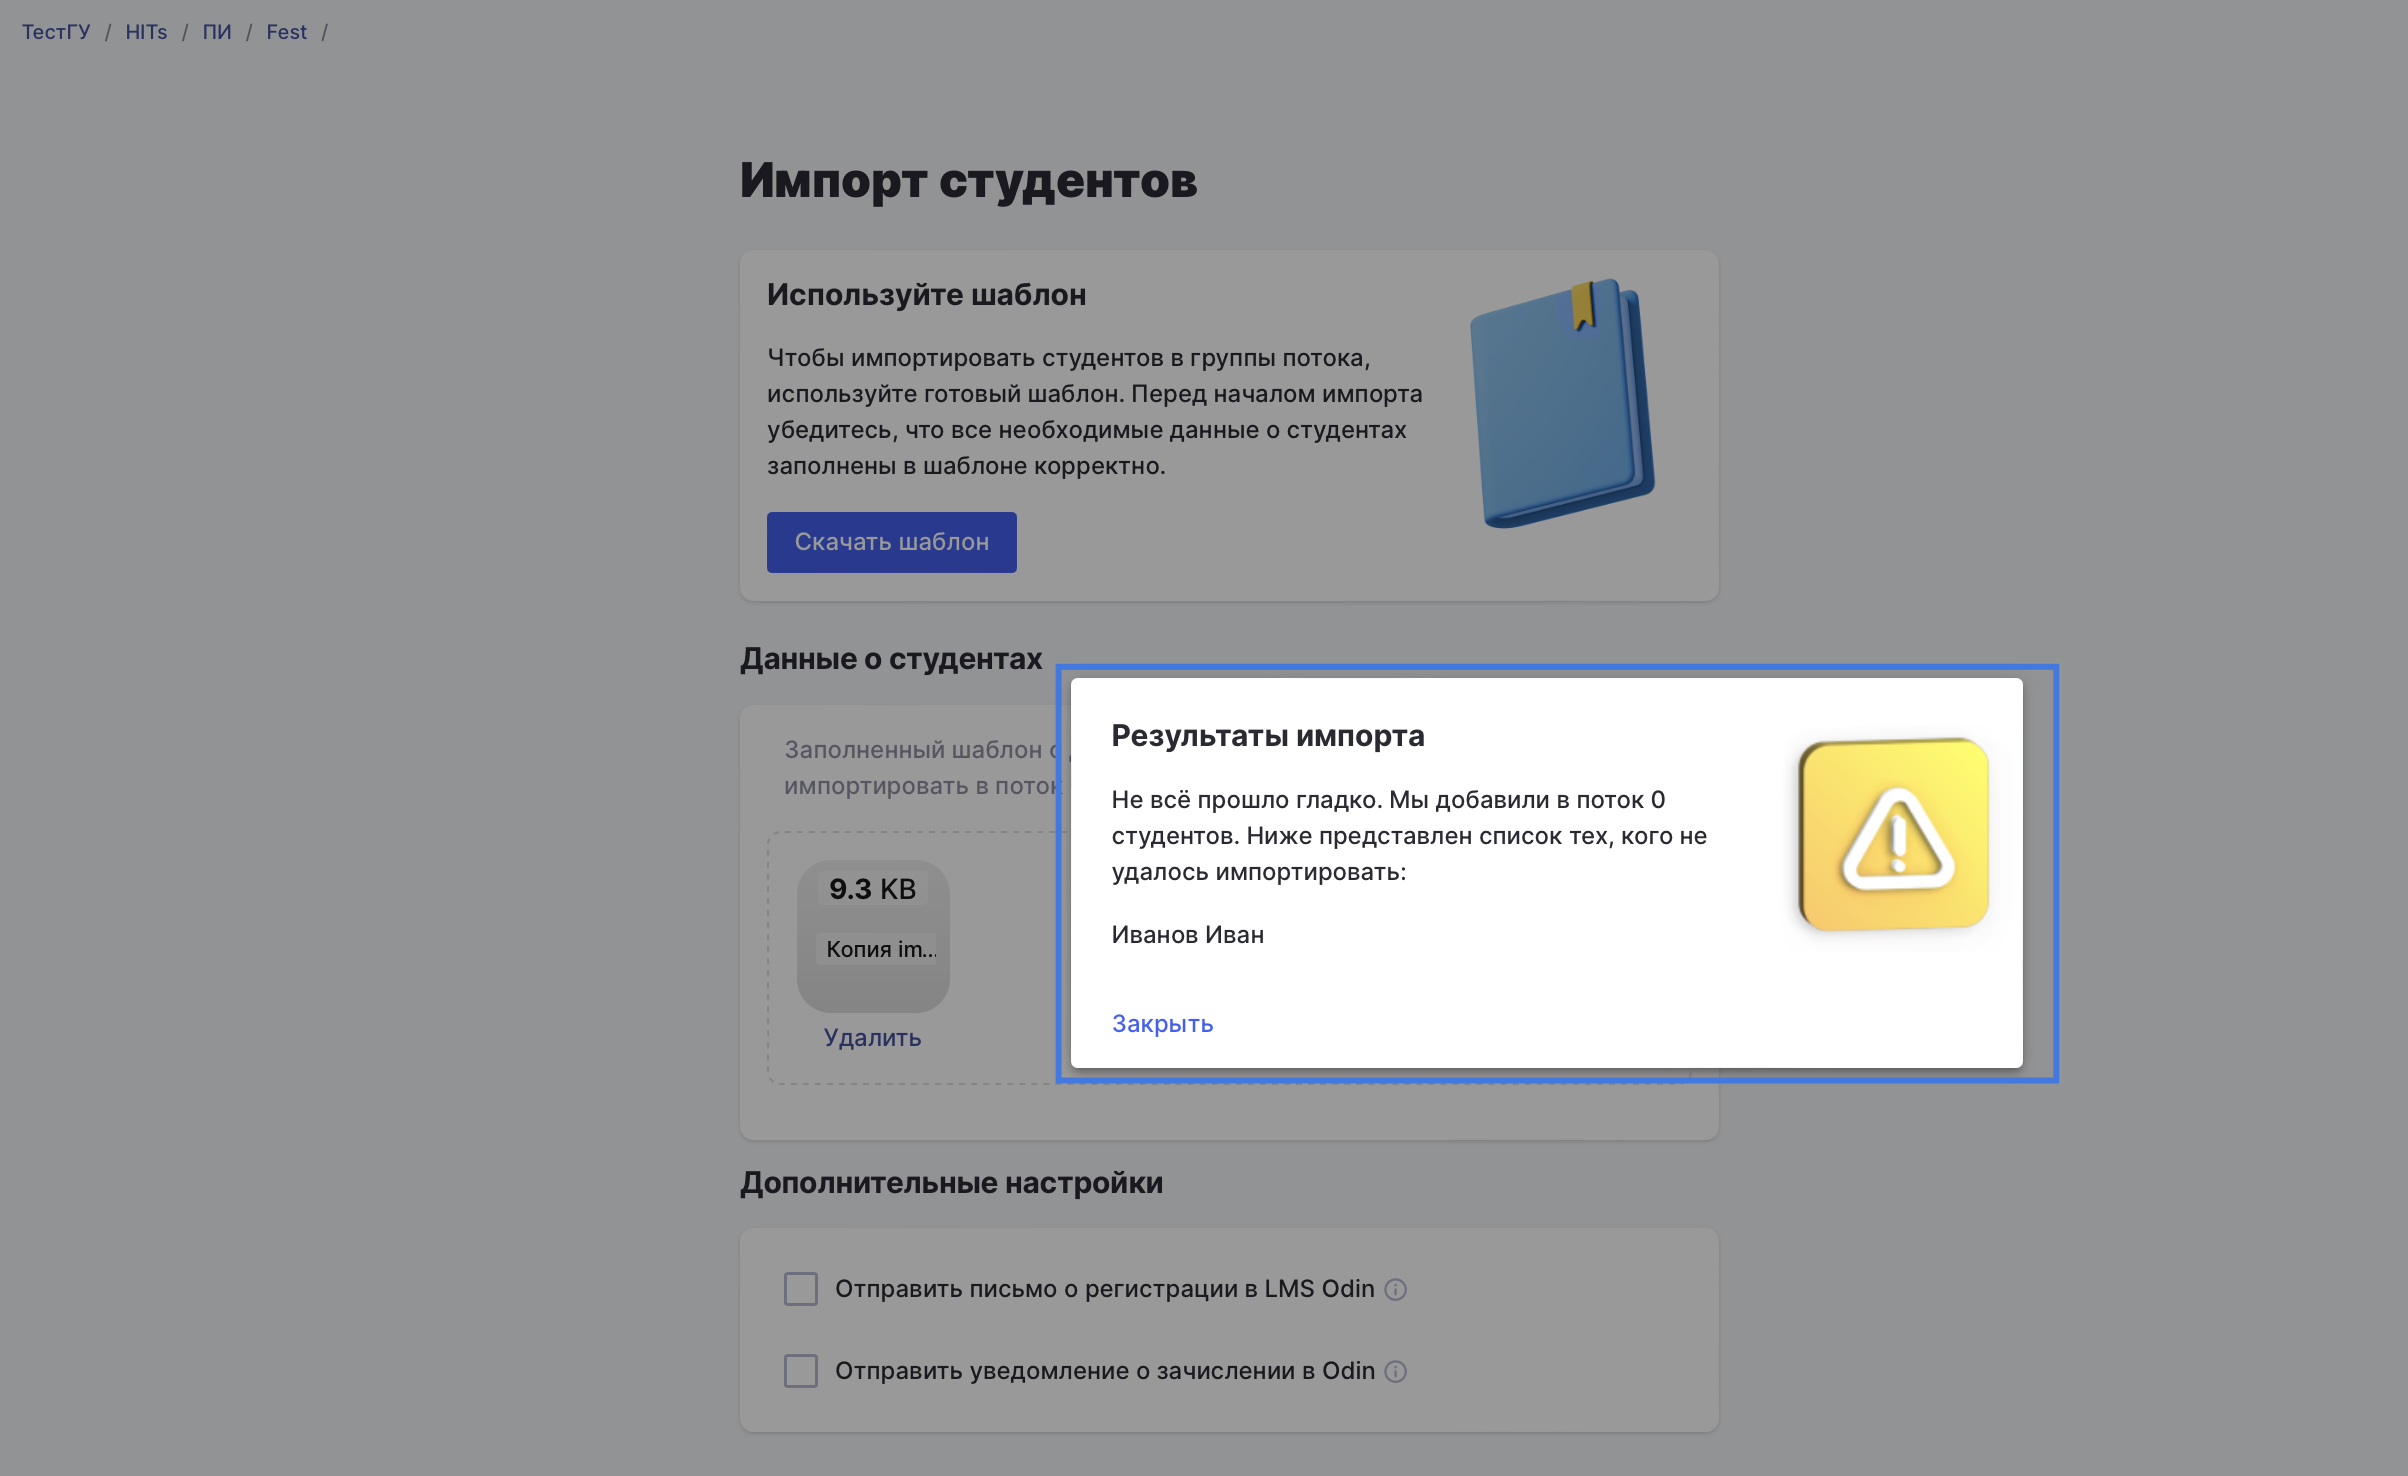 ТестГУ / HITs / ПИ / Fest /
Импорт студентов
Используйте шаблон
Чтобы импортировать студентов в группы потока,
используйте готовый шаблон. Перед началом импорта
убедитесь, что все необходимые данные о студентах
заполнены в шаблоне корректно.
Скачать шаблон
Данные о студентах
Заполненный шаблон с
импортировать в поток
9.3 KB
Копия im...
Удалить
Результаты импорта
Не всё прошло гладко. Мы добавили в поток 0
студентов. Ниже представлен список тех, кого не
удалось импортировать:
Иванов Иван
Закрыть
Дополнительные настройки
Отправить письмо о регистрации в LMS Odin
Отправить уведомление о зачислении в Odin